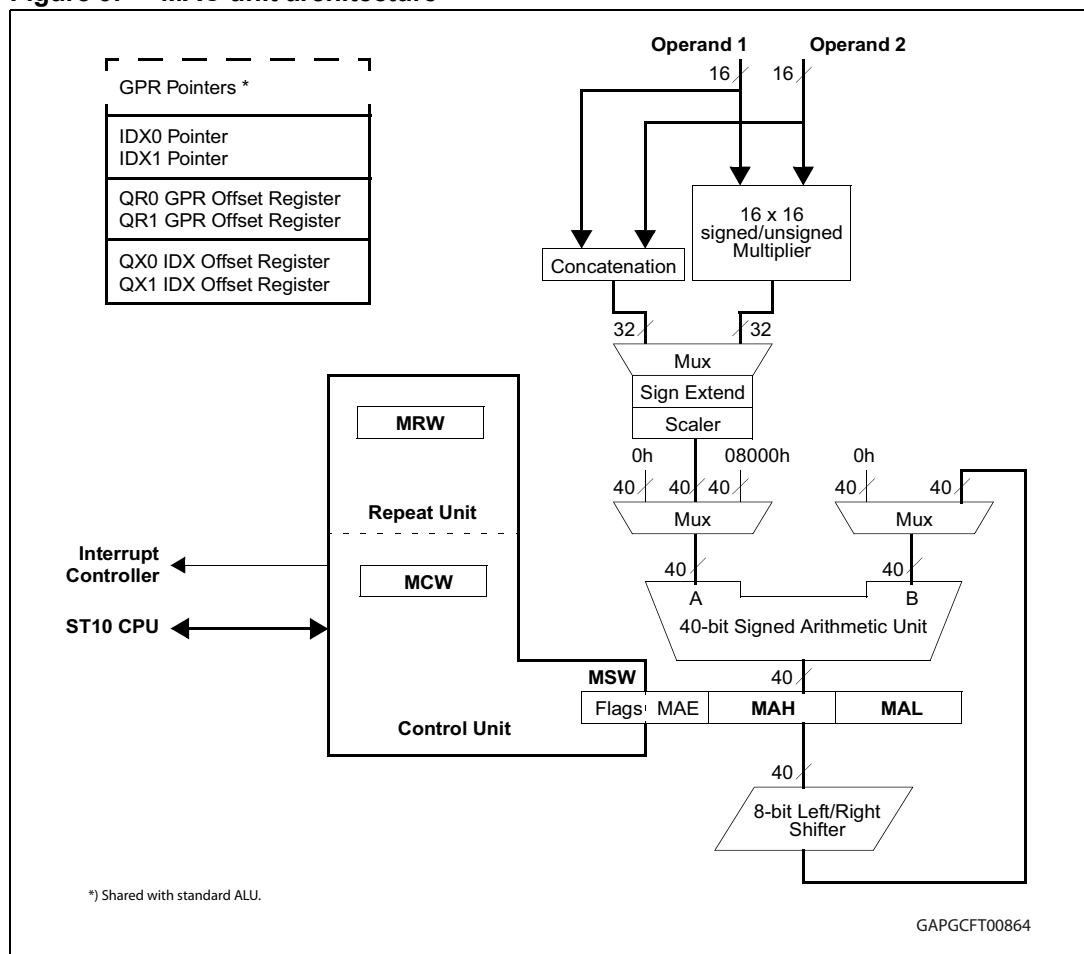 Operand 1 Operand 2
16 16
GPR Pointers *
IDX0 Pointer
IDX1 Pointer
QR0 GPR Offset Register
QR1 GPR Offset Register
QX0 IDX Offset Register
QX1 IDX Offset Register
16 x 16
signed/unsigned
Multiplier
Concatenation
32 32
Mux
Sign Extend
Scaler
0h 08000h 0h
40 40 40 40 40
Mux Mux
40 40
A B
40-bit Signed Arithmetic Unit
40
MRW
Repeat Unit
Interrupt
Controller
MCW
ST10 CPU
Control Unit
MSW
Flags MAE MAH MAL
40
8-bit Left/Right
Shifter
*) Shared with standard ALU.
GAPGCFT00864